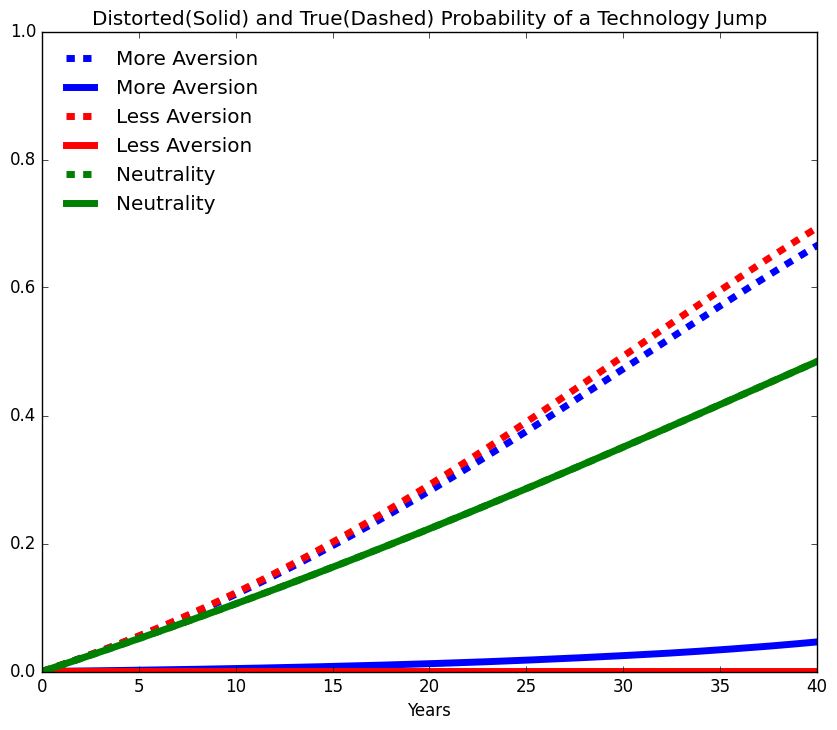 Distorted(Solid) and True(Dashed) Probability of a Technology Jump
1.0
More Aversion
More Aversion
Less Aversion
Less Aversion
Neutrality
Neutrality
0.8
0.6
0.4
0.2
0.0
0 5 10 15 20 25 30 35 40
Years